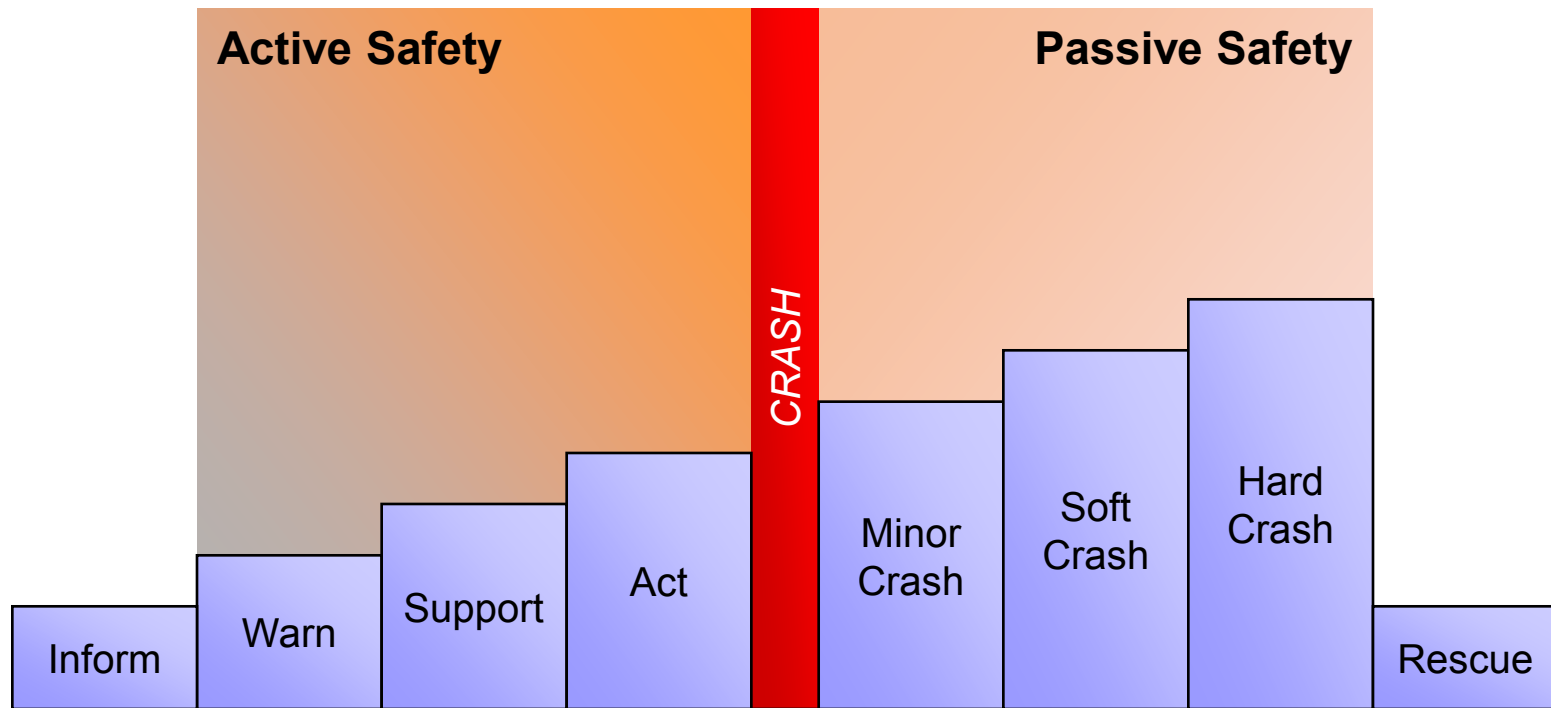 Active Safety
Passive Safety
CRASH
Inform
Warn
Support
Act
Minor
Crash
Soft
Crash
Hard
Crash
Rescue